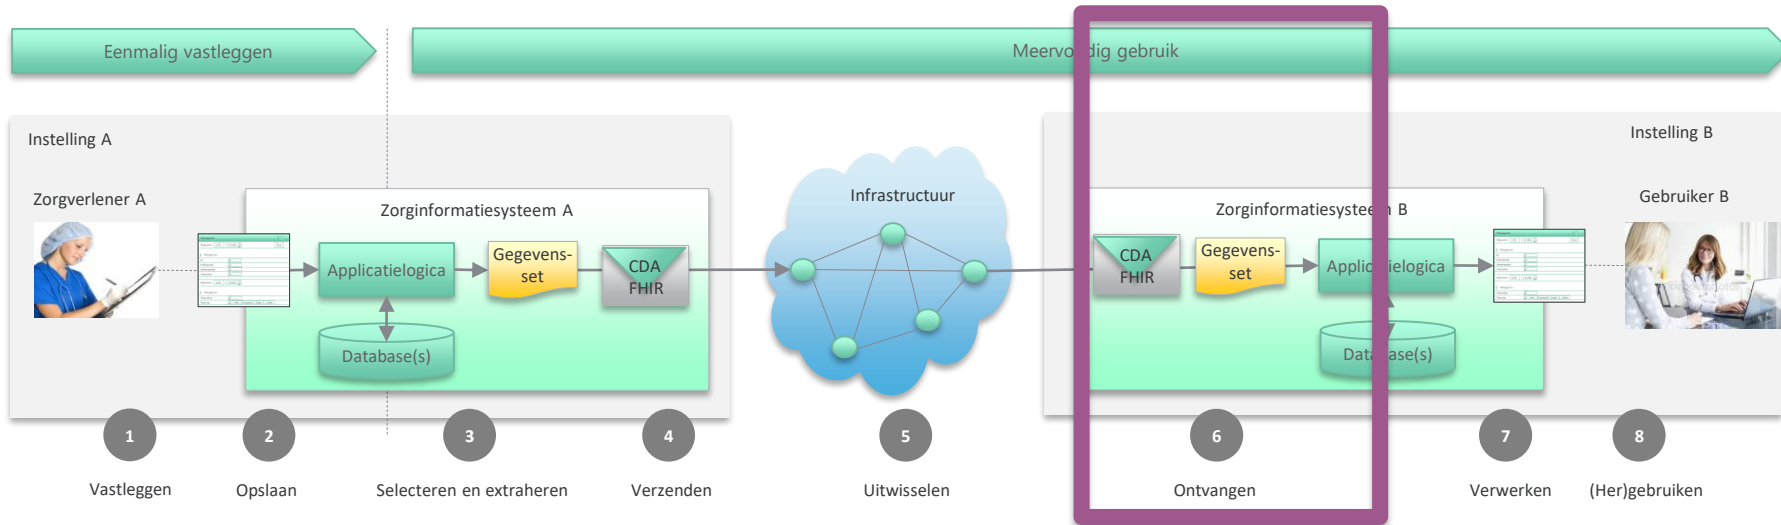 Eenmalig vastleggen
Meervoudig gebruik
Instelling A
Instelling B
Zorgverlener A
Zorginformatiesysteem A
Infrastructuur
Zorginformatiesysteem B
Gebruiker B
Applicatielogica
Gegevens-
set
CDA
FHIR
CDA
FHIR
Gegevens-
set
Applicatielogica
Database(s)
Database(s)
1
2
3
4
5
6
7
8
Vastleggen
Opslaan
Selecteren en extraheren
Verzenden
Uitwisselen
Ontvangen
Verwerken
(Her)gebruiken